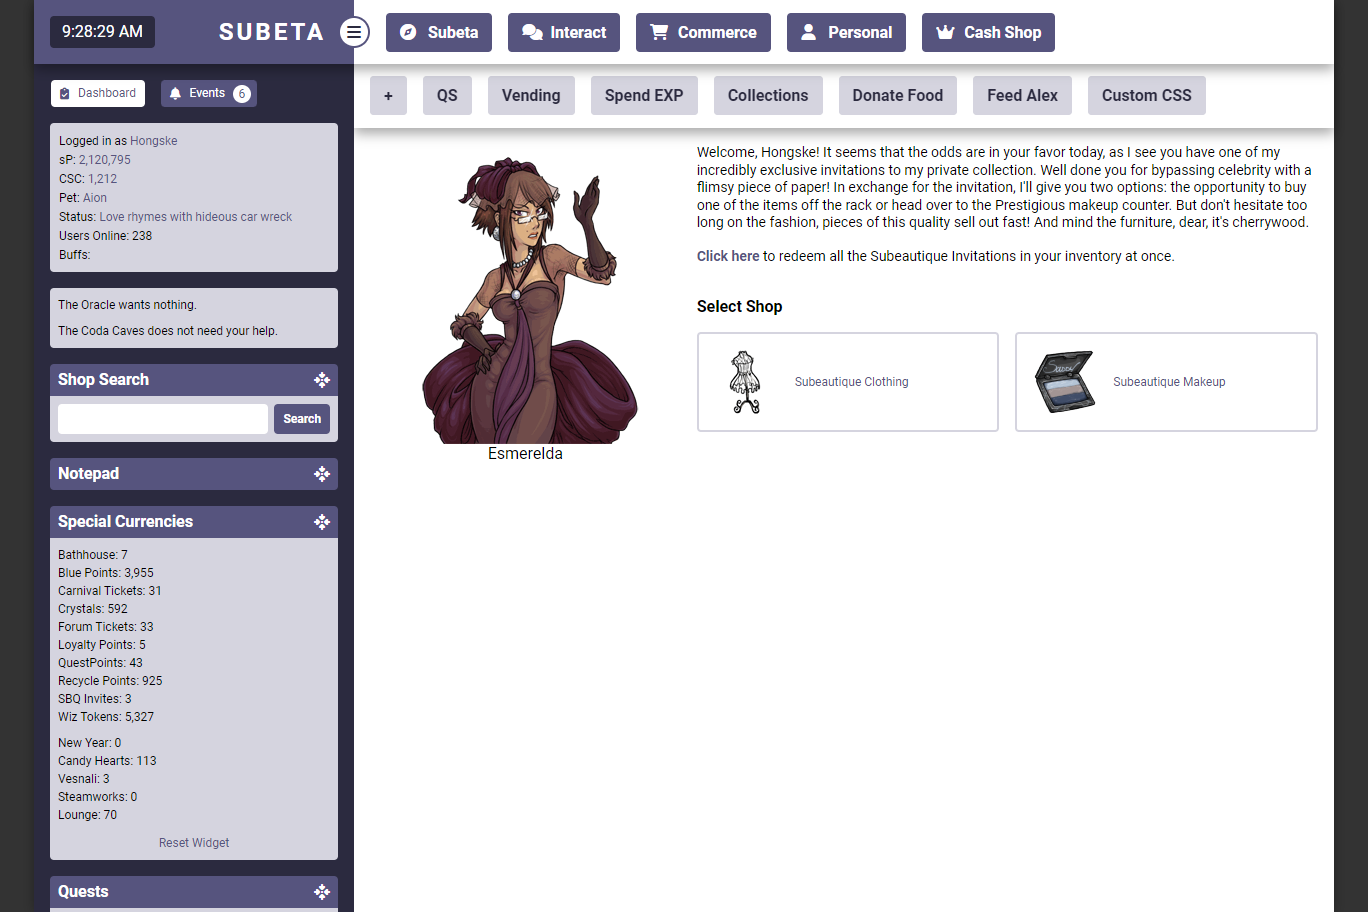 9:28:29 AM
SUBETA
Subeta
Interact
Commerce
Personal
Cash Shop
Dashboard
Events 6
+
QS
Vending
Spend EXP
Collections
Donate Food
Feed Alex
Custom CSS
Logged in as Hongske
sP: 2,120,795
CSC: 1,212
Pet: Aion
Status: Love rhymes with hideous car wreck
Users Online: 238
Buffs:
The Oracle wants nothing.
The Coda Caves does not need your help.
Shop Search
Search
Notepad
Special Currencies
Bathhouse: 7
Blue Points: 3,955
Carnival Tickets: 31
Crystals: 592
Forum Tickets: 33
Loyalty Points: 5
QuestPoints: 43
Recycle Points: 925
SBQ Invites: 3
Wiz Tokens: 5,327
New Year: 0
Candy Hearts: 113
Vesnali: 3
Steamworks: 0
Lounge: 70
Reset Widget
Quests
Esmerelda
Welcome, Hongske! It seems that the odds are in your favor today, as I see you have one of my
incredibly exclusive invitations to my private collection. Well done you for bypassing celebrity with a
flimsy piece of paper! In exchange for the invitation, I'll give you two options: the opportunity to buy
one of the items off the rack or head over to the Prestigious makeup counter. But don't hesitate too
long on the fashion, pieces of this quality sell out fast! And mind the furniture, dear, it's cherrywood.
Click here to redeem all the Subeautique Invitations in your inventory at once.
Select Shop
Subeautique Clothing
Subeautique Makeup